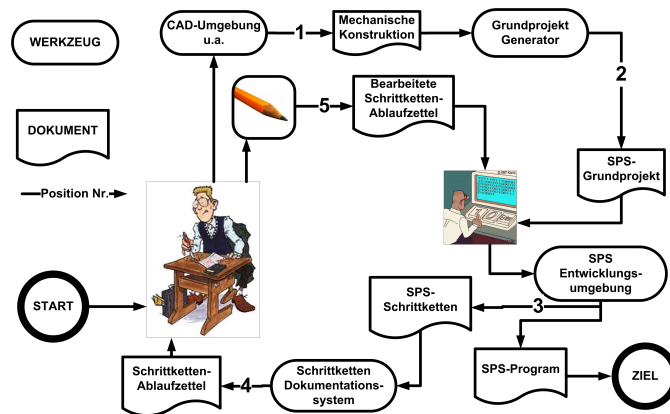 WERKZEUG
DOKUMENT
Position Nr.
START
CAD-Umgebung
u.a.
1
Mechanische
Konstruktion
Grundprojekt
Generator
2
5
Bearbeitete
Schrittketten-
Ablaufzettel
SPS-
Grundprojekt
SPS
Entwicklungs-
umgebung
3
SPS-
Schrittketten
SPS-Program
ZIEL
Schrittketten
Dokumentations-
system
4
Schrittketten-
Ablaufzettel